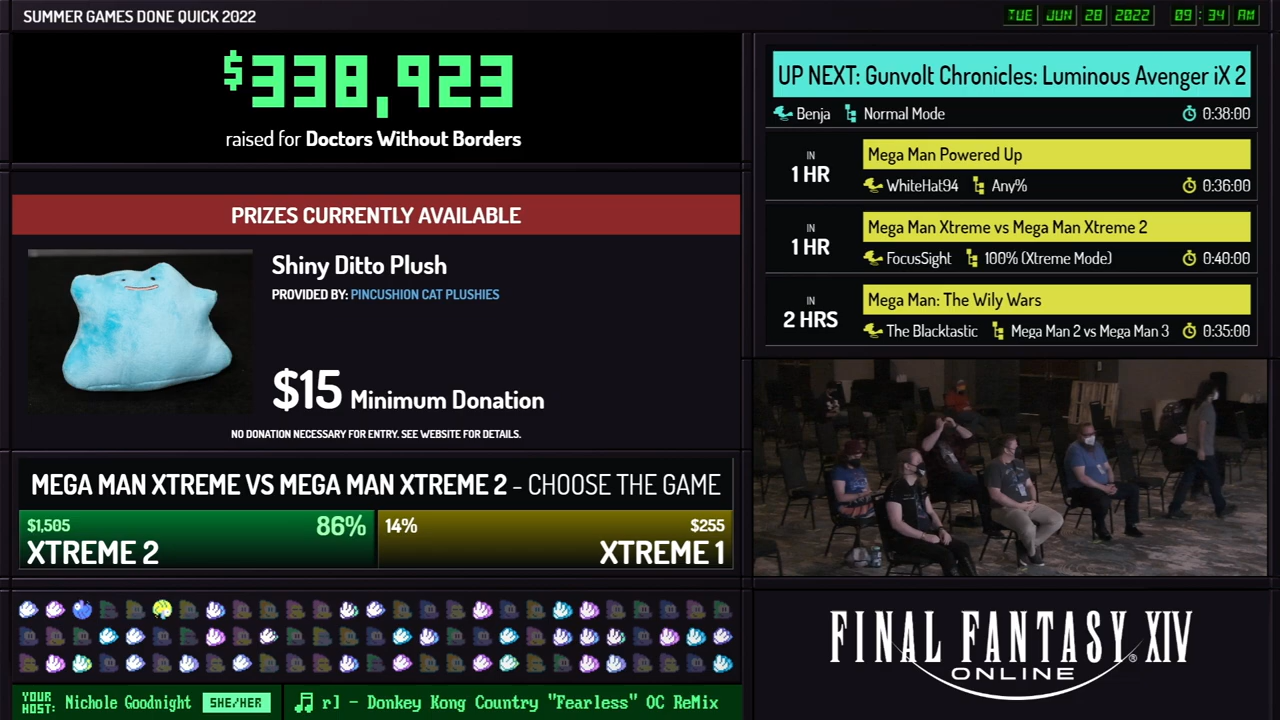 SUMMER GAMES DONE QUICK 2022
TUE JUN 28 2022 09:34 AM
$338,923
raised for Doctors Without Borders
PRIZES CURRENTLY AVAILABLE
Shiny Ditto Plush
PROVIDED BY: PINCUSHION CAT PLUSHIES
$15 Minimum Donation
NO DONATION NECESSARY FOR ENTRY. SEE WEBSITE FOR DETAILS.
MEGA MAN XTREME VS MEGA MAN XTREME 2 - CHOOSE THE GAME
$1,505 86% 14% $255
XTREME 2 XTREME 1
YOUR HOST: Nichole Goodnight SHE/HER r] - Donkey Kong Country "Fearless" OC ReMix
UP NEXT: Gunvolt Chronicles: Luminous Avenger iX 2
Benja Normal Mode 0:38:00
IN 1 HR
Mega Man Powered Up
WhiteHat94 Any% 0:36:00
IN 1 HR
Mega Man Xtreme vs Mega Man Xtreme 2
FocusSight 100% (Xtreme Mode) 0:40:00
IN 2 HRS
Mega Man: The Wily Wars
The Blacktastic Mega Man 2 vs Mega Man 3 0:35:00
FINAL FANTASY® XIV
ONLINE